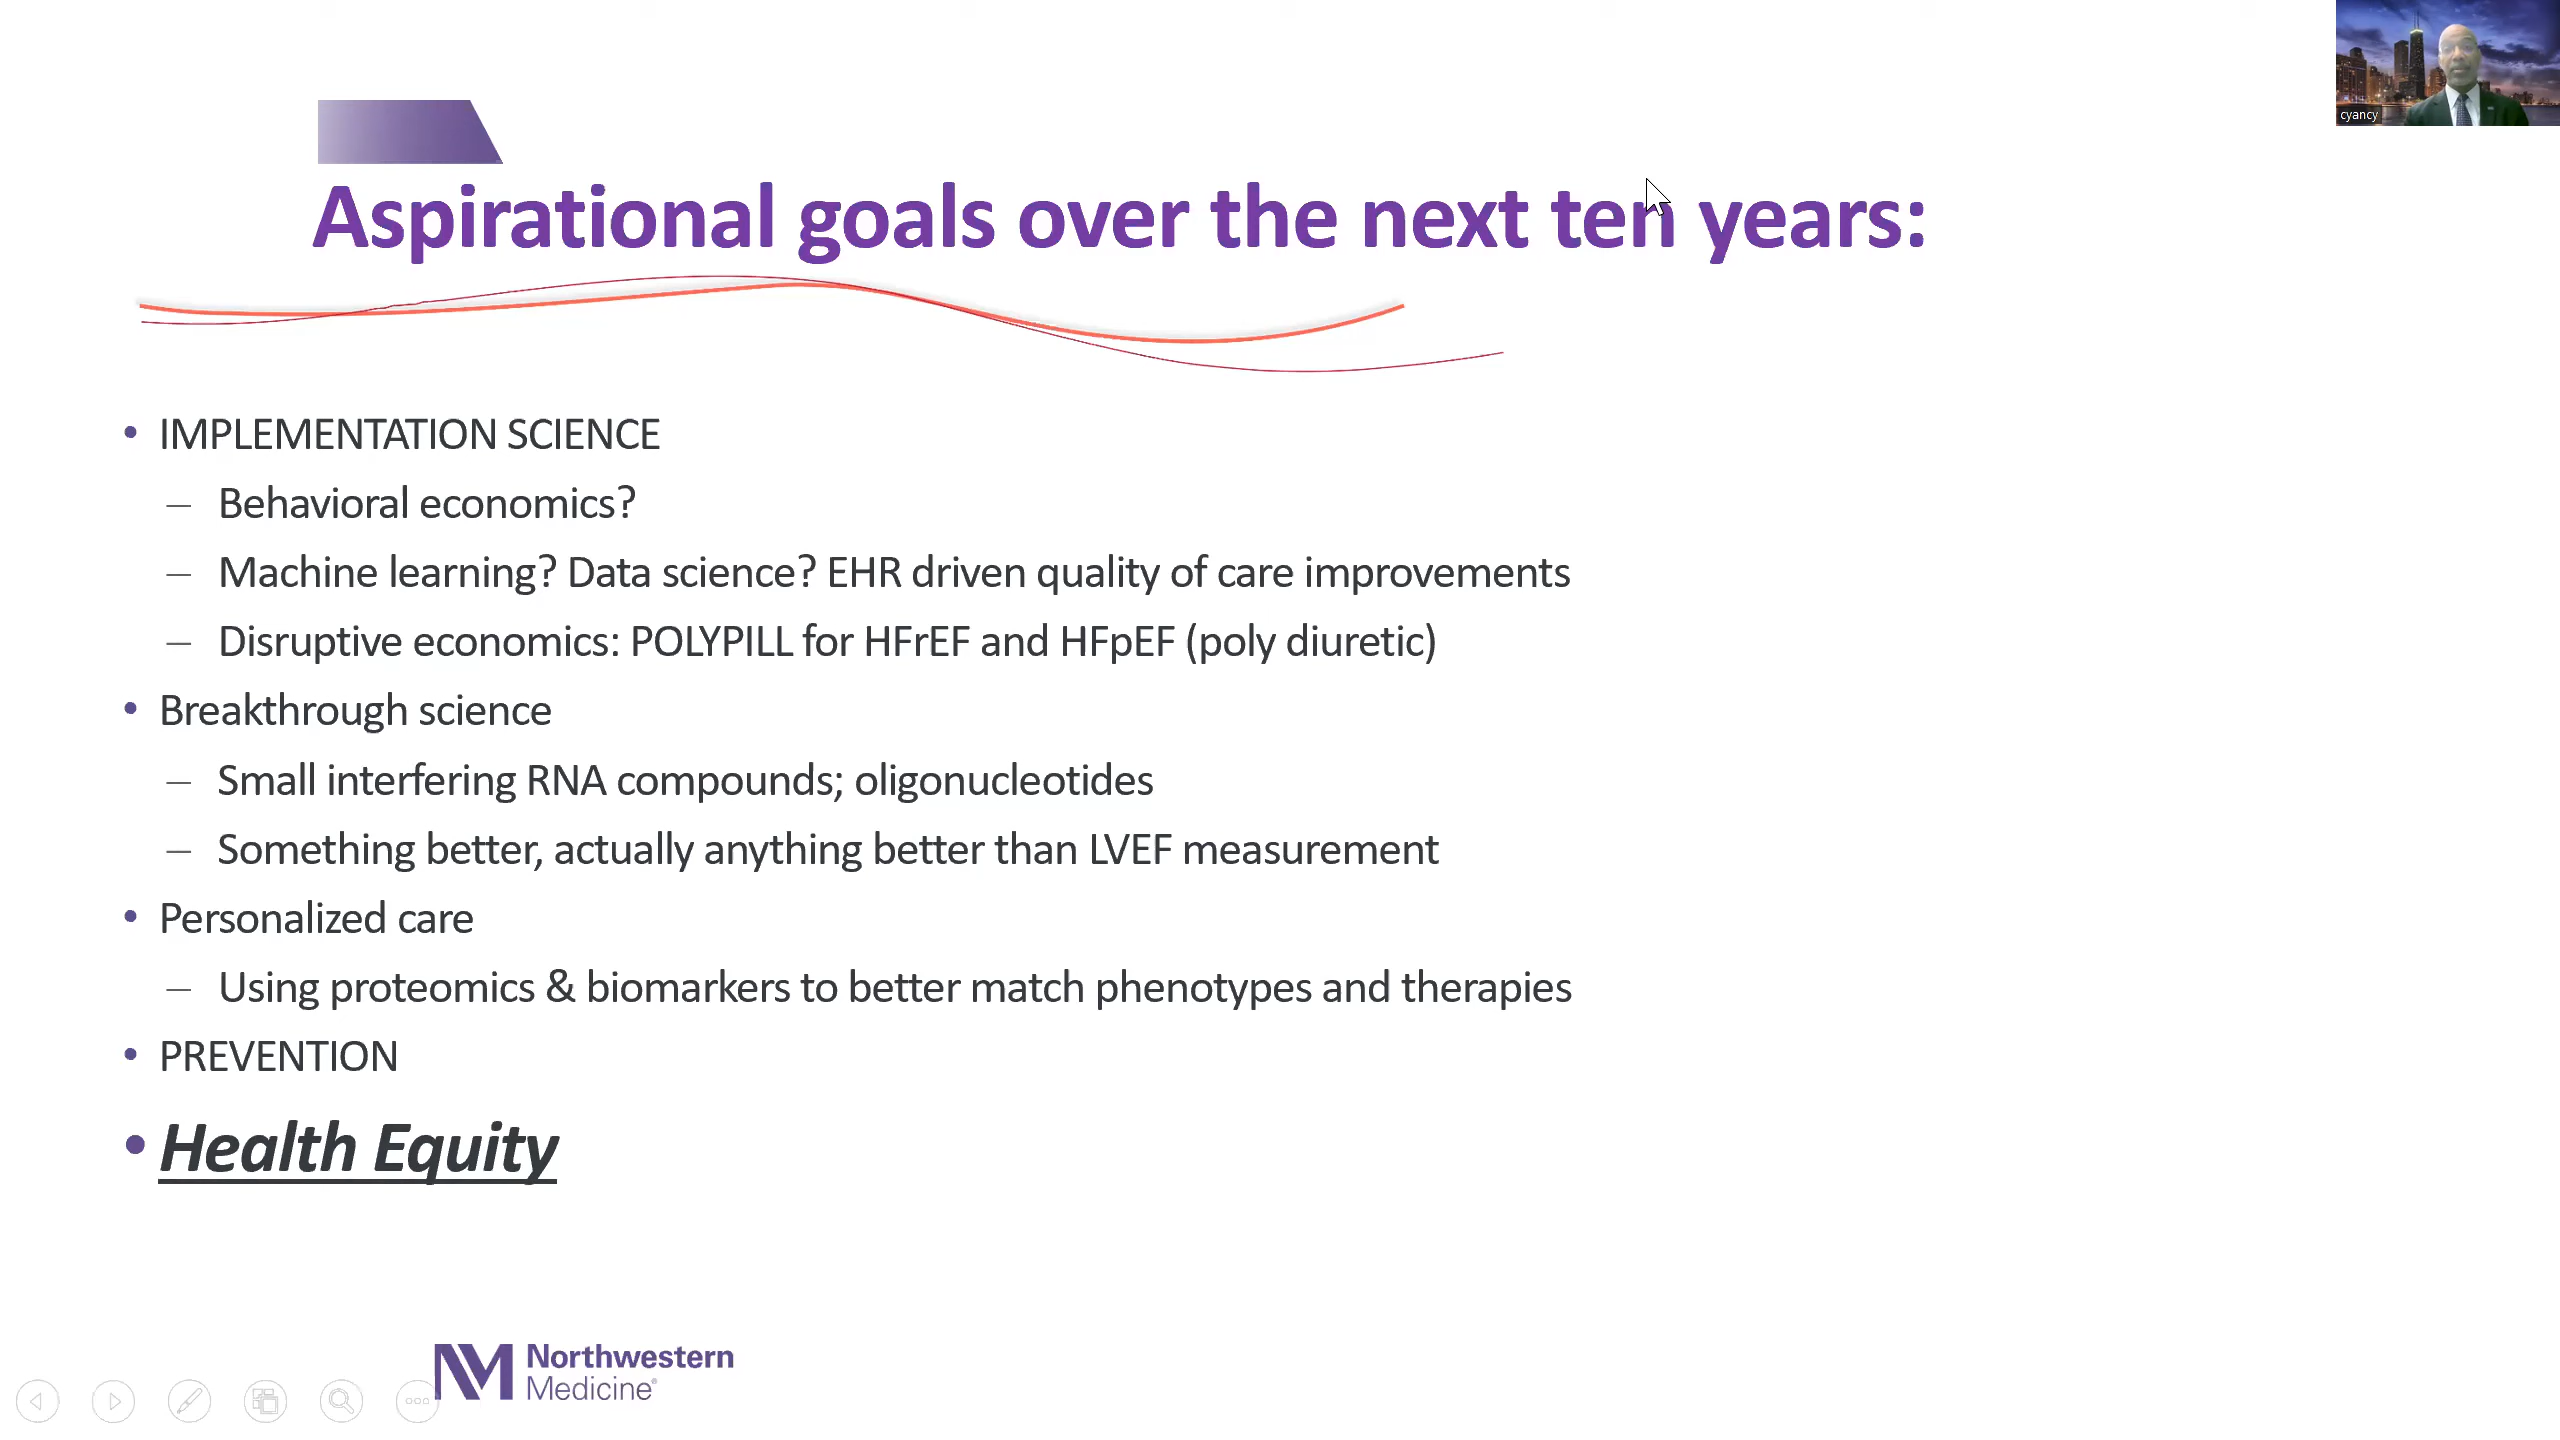 cyancy
Aspirational goals over the next ten years:
• IMPLEMENTATION SCIENCE
– Behavioral economics?
– Machine learning? Data science? EHR driven quality of care improvements
– Disruptive economics: POLYPILL for HFrEF and HFpEF (poly diuretic)
• Breakthrough science
– Small interfering RNA compounds; oligonucleotides
– Something better, actually anything better than LVEF measurement
• Personalized care
– Using proteomics & biomarkers to better match phenotypes and therapies
• PREVENTION
• Health Equity
NM Northwestern
Medicine®